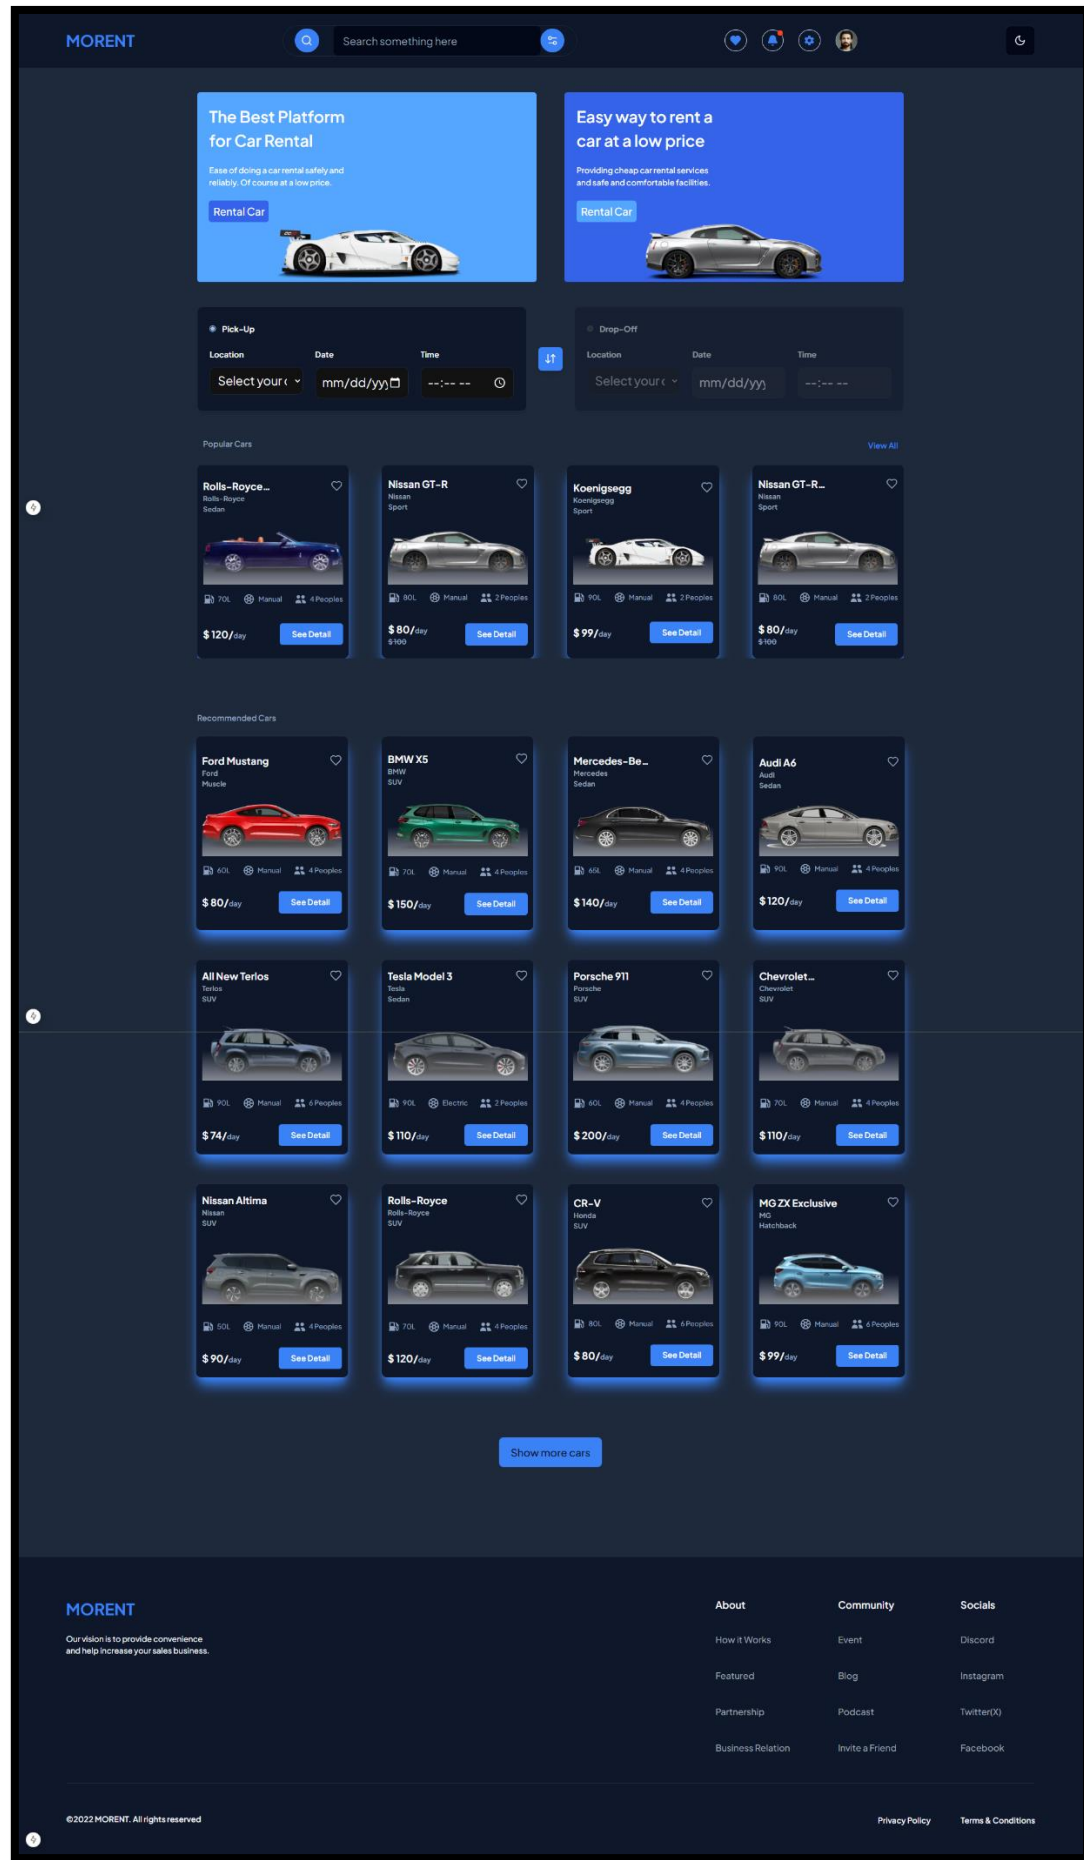 MORENT
Search something here
The Best Platform
for Car Rental
Ease of doing a car rental safely and
reliably. Of course at a low price.
Rental Car
Easy way to rent a
car at a low price
Providing cheap car rental services
and safe and comfortable facilities.
Rental Car
Pick-Up
Location Date Time
Select your mm/dd/yyy --:-- --
Drop-Off
Location Date Time
Select your mm/dd/yyy --:-- --
Popular Cars View All
Rolls-Royce...
Rolls-Royce
Sedan
70L Manual 4 Peoples
$ 120/day See Detail
Nissan GT-R
Nissan
Sport
80L Manual 2 Peoples
$ 80/day See Detail
$ 100
Koenigsegg
Koenigsegg
Sport
90L Manual 2 Peoples
$ 99/day See Detail
Nissan GT-R...
Nissan
Sport
80L Manual 2 Peoples
$ 80/day See Detail
$ 100
Recommended Cars
Ford Mustang
Ford
Muscle
60L Manual 4 Peoples
$ 80/day See Detail
BMW X5
BMW
SUV
70L Manual 4 Peoples
$ 150/day See Detail
Mercedes-Be...
Mercedes
Sedan
65L Manual 4 Peoples
$ 140/day See Detail
Audi A6
Audi
Sedan
90L Manual 4 Peoples
$ 120/day See Detail
All New Terios
Terios
SUV
90L Manual 6 Peoples
$ 74/day See Detail
Tesla Model 3
Tesla
Sedan
90L Electric 2 Peoples
$ 110/day See Detail
Porsche 911
Porsche
SUV
60L Manual 4 Peoples
$ 200/day See Detail
Chevrolet...
Chevrolet
SUV
70L Manual 4 Peoples
$ 110/day See Detail
Nissan Altima
Nissan
SUV
50L Manual 4 Peoples
$ 90/day See Detail
Rolls-Royce
Rolls-Royce
SUV
70L Manual 4 Peoples
$ 120/day See Detail
CR-V
Honda
SUV
80L Manual 6 Peoples
$ 80/day See Detail
MG ZX Exclusive
MG
Hatchback
90L Manual 6 Peoples
$ 99/day See Detail
Show more cars
MORENT
Our vision is to provide convenience
and help increase your sales business.
About
How it Works
Featured
Partnership
Business Relation
Community
Event
Blog
Podcast
Invite a Friend
Socials
Discord
Instagram
Twitter(X)
Facebook
©2022 MORENT. All rights reserved
Privacy Policy Terms & Conditions